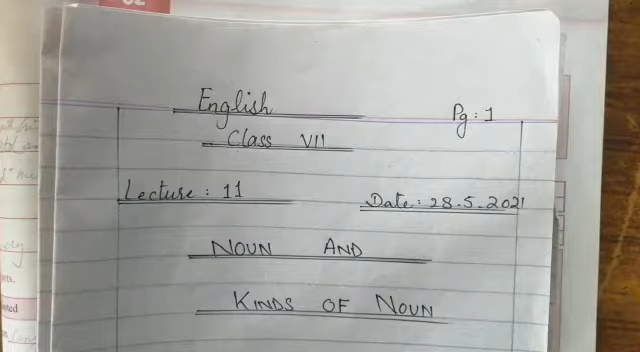 English
Pg: 1
Class VII
Lecture: 11
Date: 28.5.2021
NOUN AND
KINDS OF NOUN